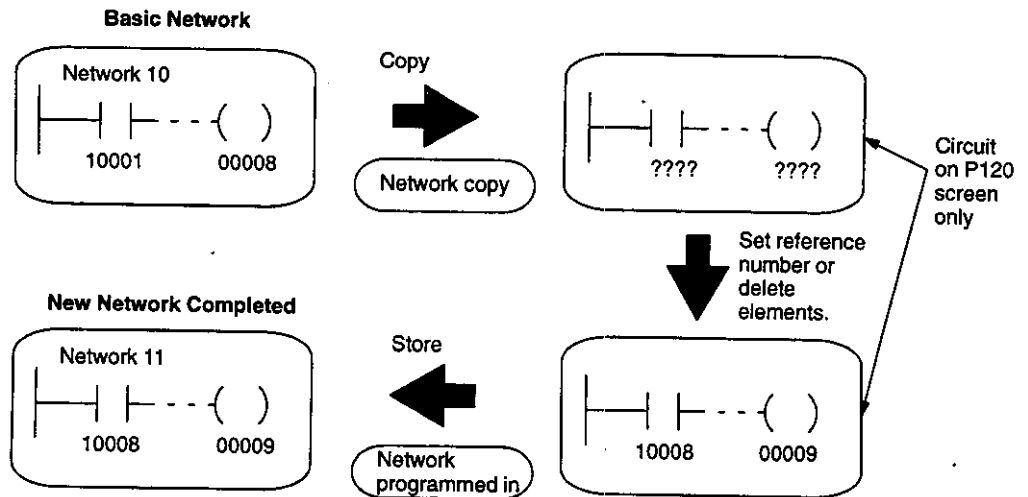 Basic Network
Network 10
10001 00008
Copy
Network copy
???? ????
Circuit
on P120
screen
only
Set reference
number or
delete
elements.
New Network Completed
Network 11
10008 00009
Store
Network
programmed in
10008 00009